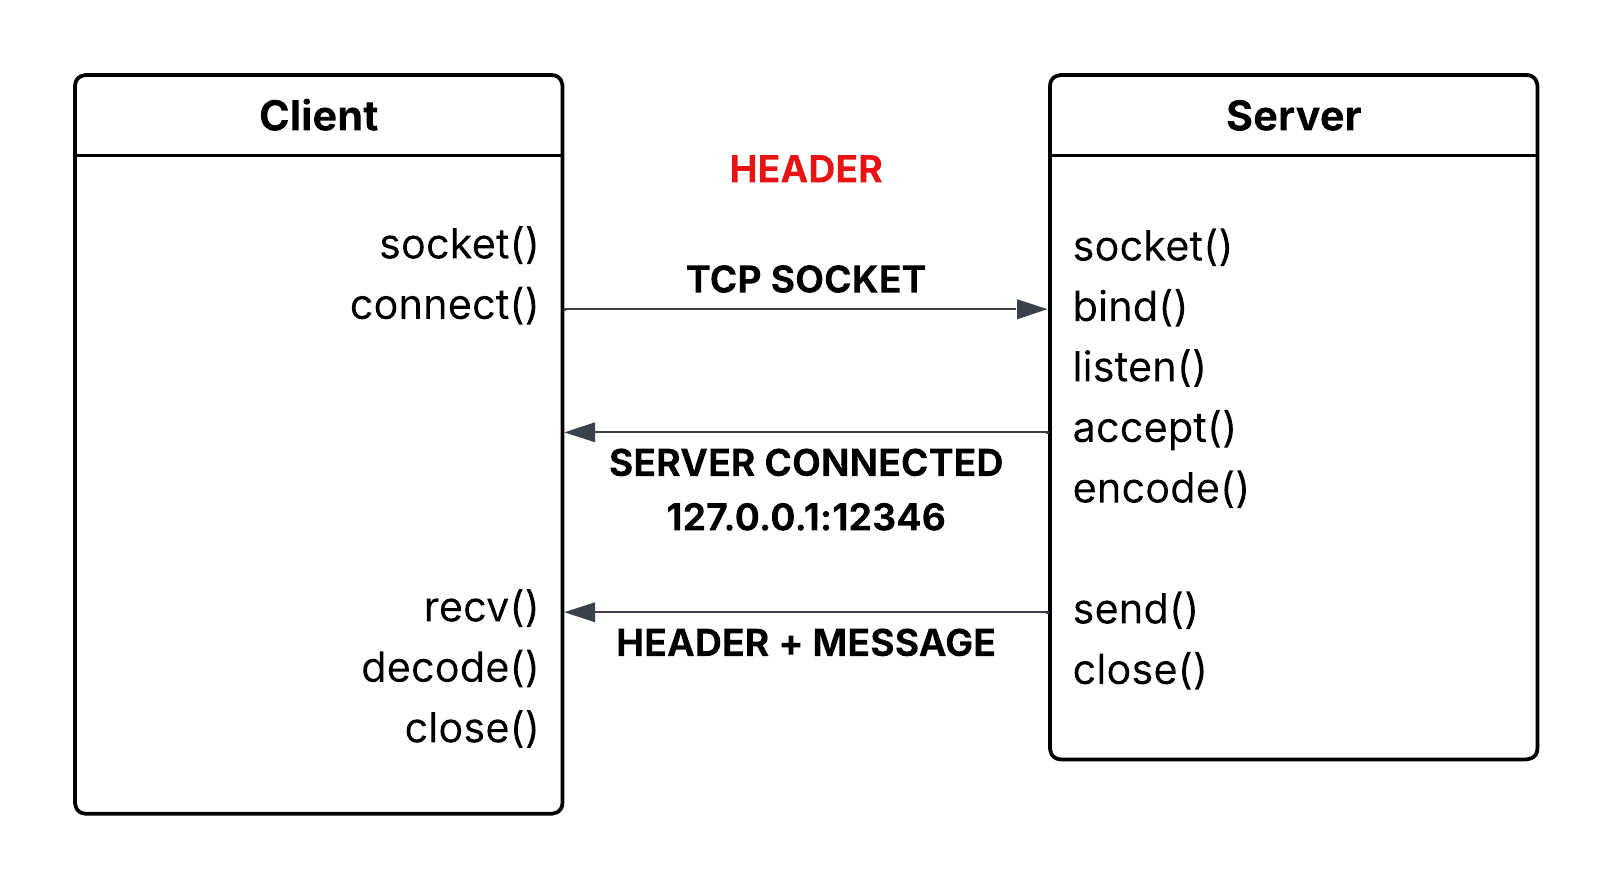 Client
socket()
connect()
recv()
decode()
close()
HEADER
TCP SOCKET
SERVER CONNECTED
127.0.0.1:12346
HEADER + MESSAGE
Server
socket()
bind()
listen()
accept()
encode()
send()
close()